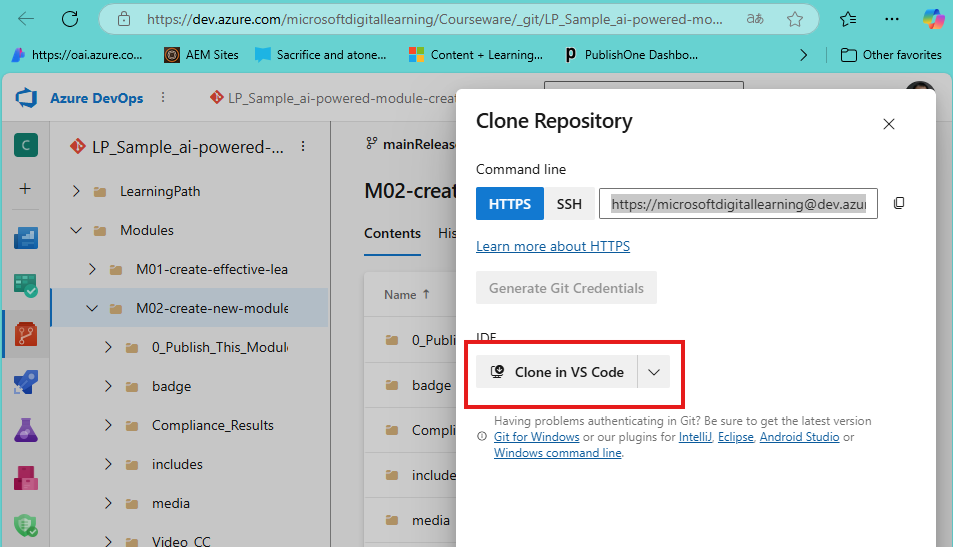 https://dev.azure.com/microsoftdigitallearning/Courseware/_git/LP_Sample_ai-powered-mo...
https://oai.azure.co...
AEM Sites
Sacrifice and atone...
Content + Learning...
PublishOne Dashbo...
Other favorites
Azure DevOps
LP_Sample_ai-powered-module-crea
C
LP_Sample_ai-powered-...
LearningPath
Modules
M01-create-effective-lea
M02-create-new-module
0_Publish_This_Modul
badge
Compliance_Results
includes
media
Video_CC
mainRelease
M02-creat
Contents
His
Name ↑
0_Publi
badge
Compli
include
media
Clone Repository
Command line
HTTPS
SSH
https://microsoftdigitallearning@dev.azur
Learn more about HTTPS
Generate Git Credentials
IDE
Clone in VS Code
Having problems authenticating in Git? Be sure to get the latest version
Git for Windows or our plugins for IntelliJ, Eclipse, Android Studio or
Windows command line.